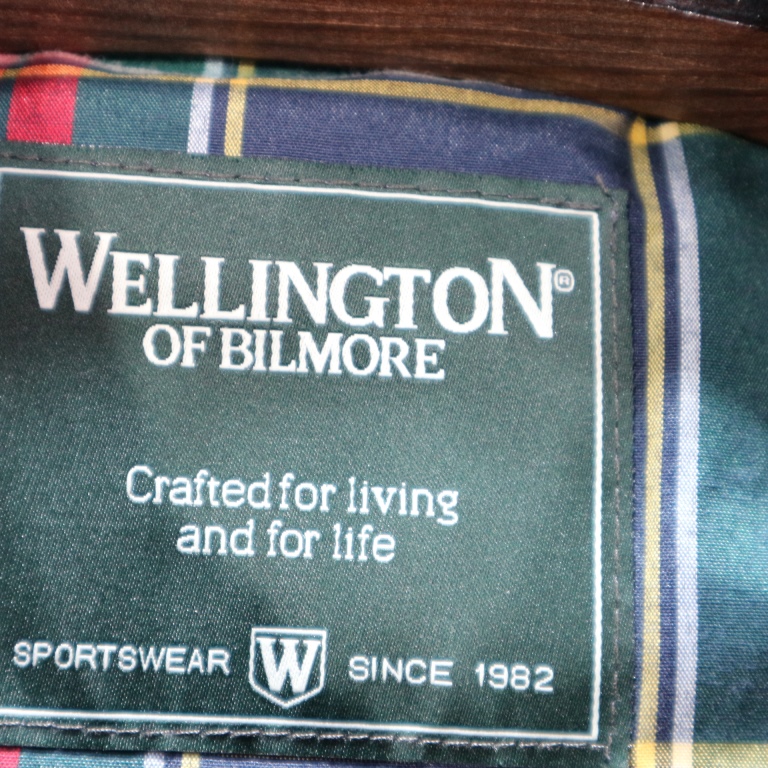 WELLINGTON®
OF BILMORE
Crafted for living
and for life
SPORTSWEAR W SINCE 1982